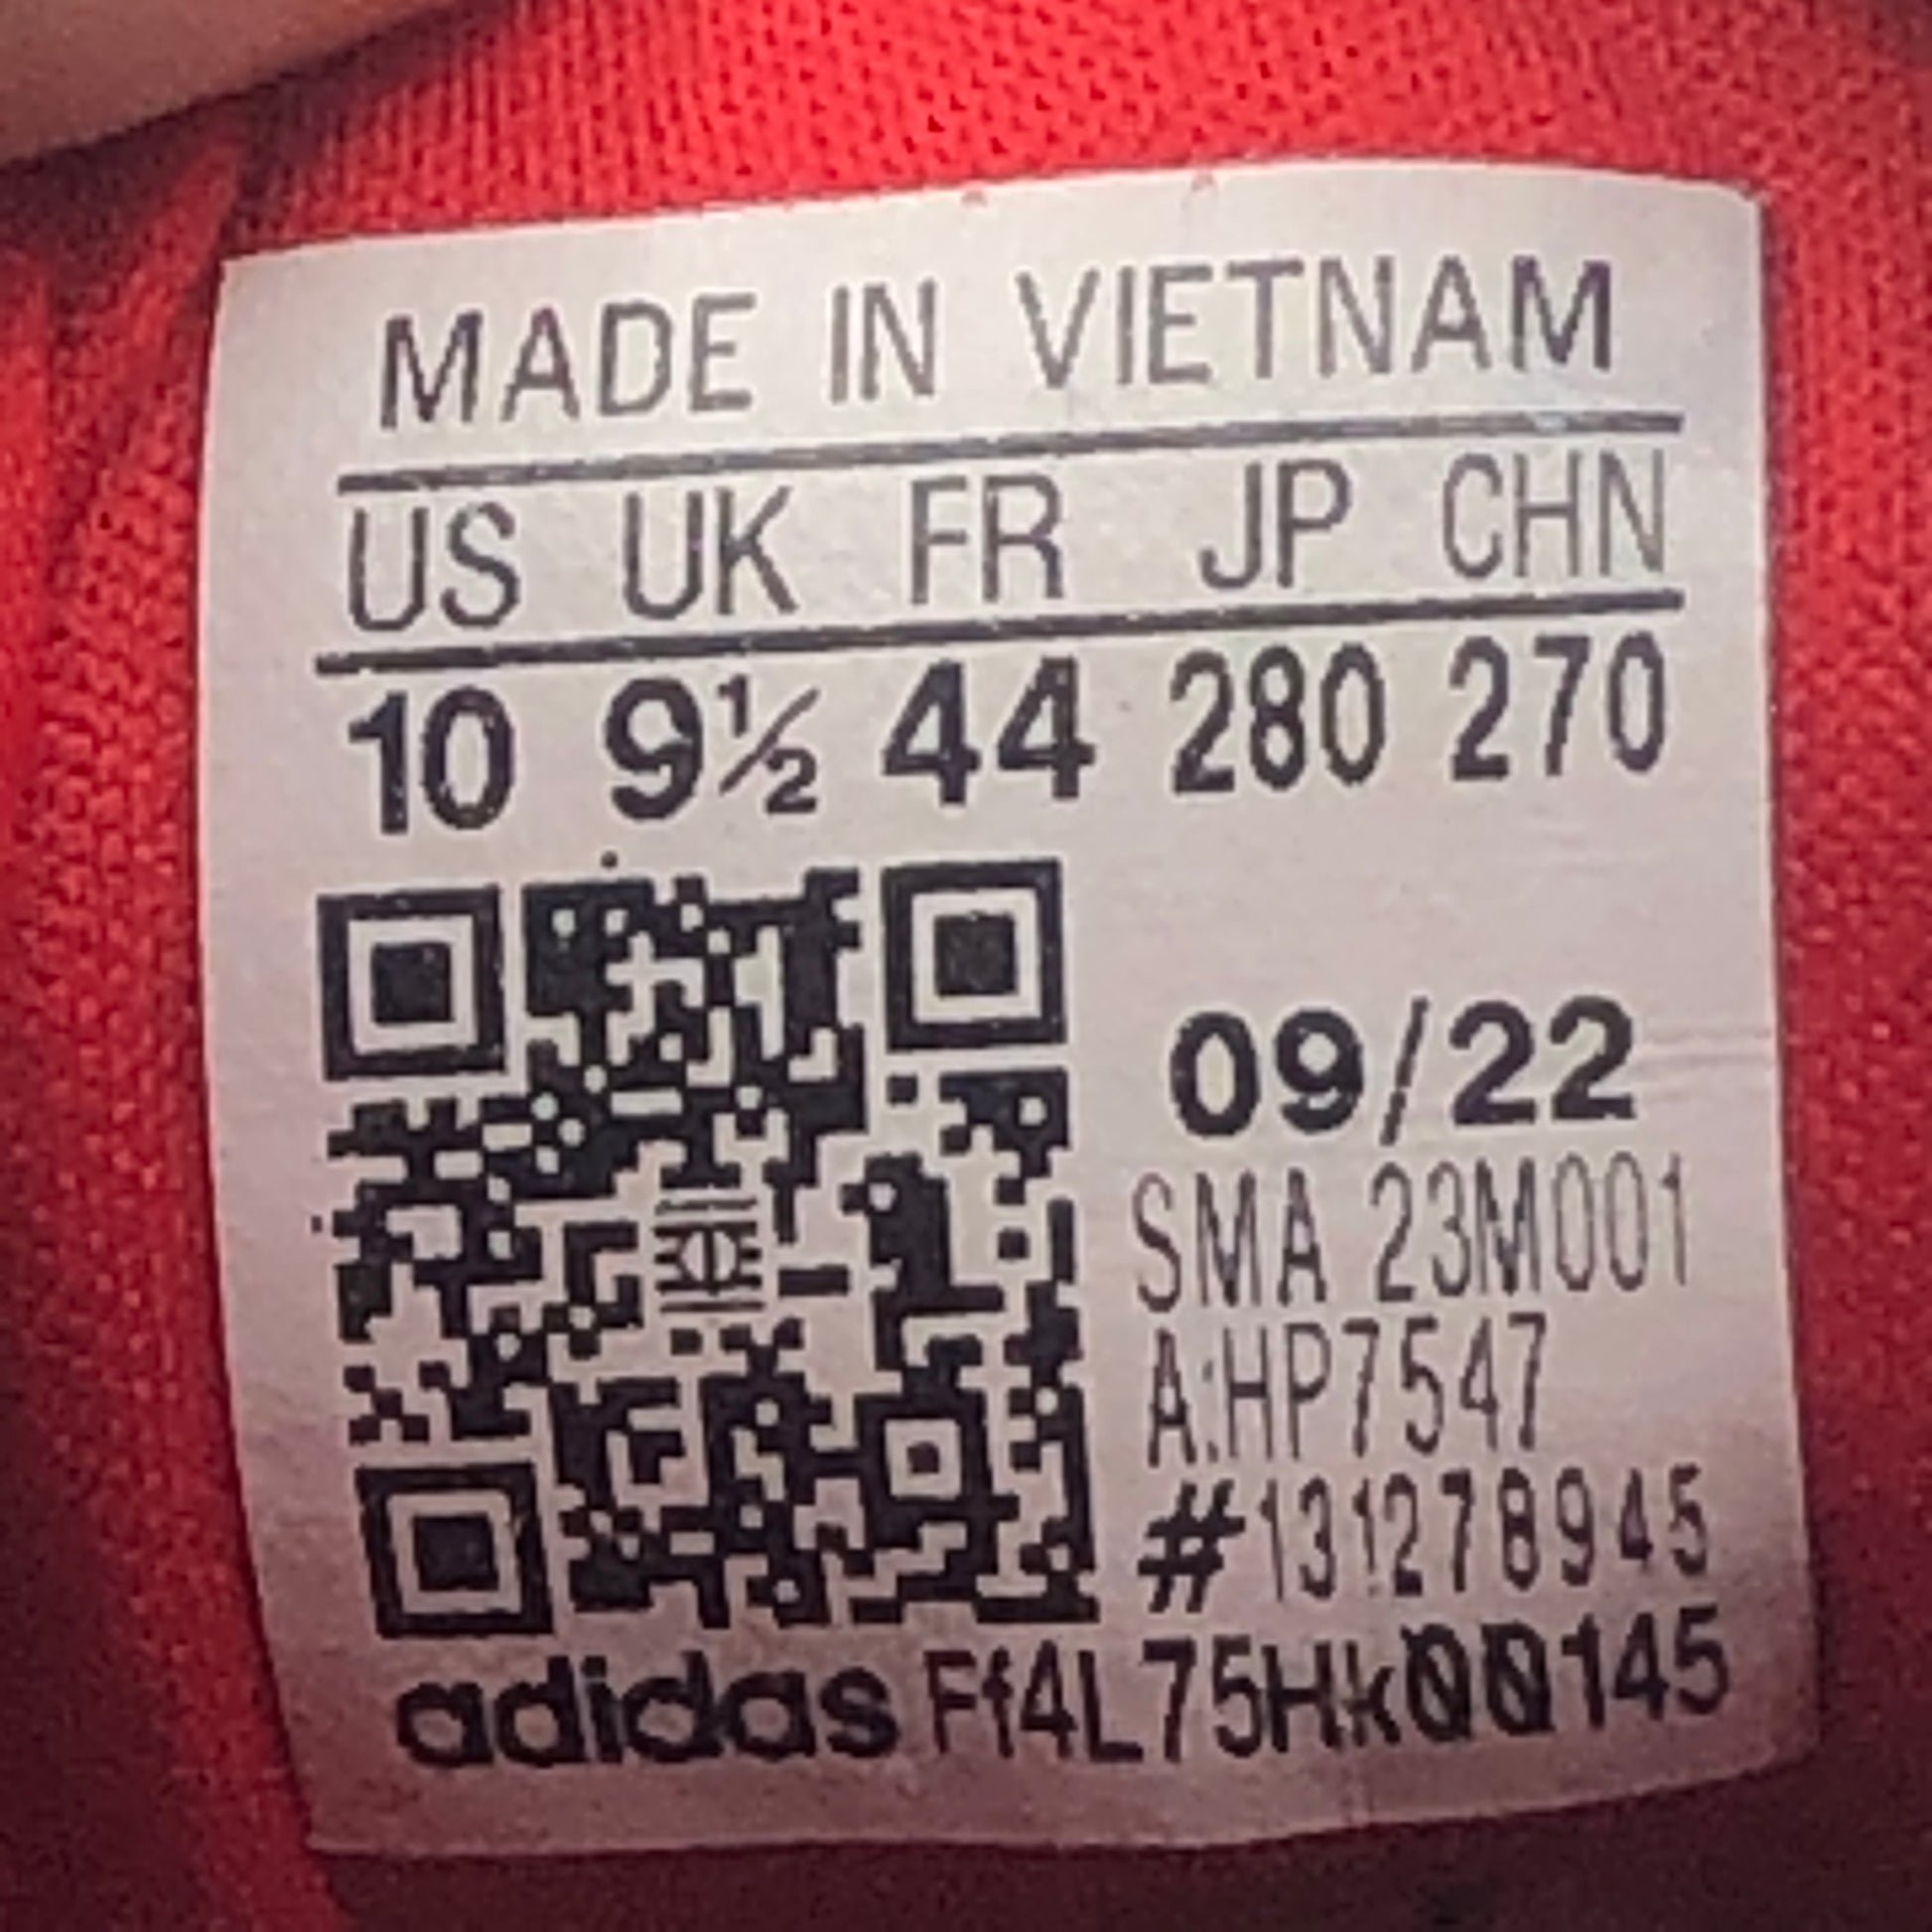 MADE IN VIETNAM
US UK FR JP CHN
10 9½ 44 280 270
09/22
SMA 23M001
A:HP7547
#131278945
adidas Ff4L75Hk00145